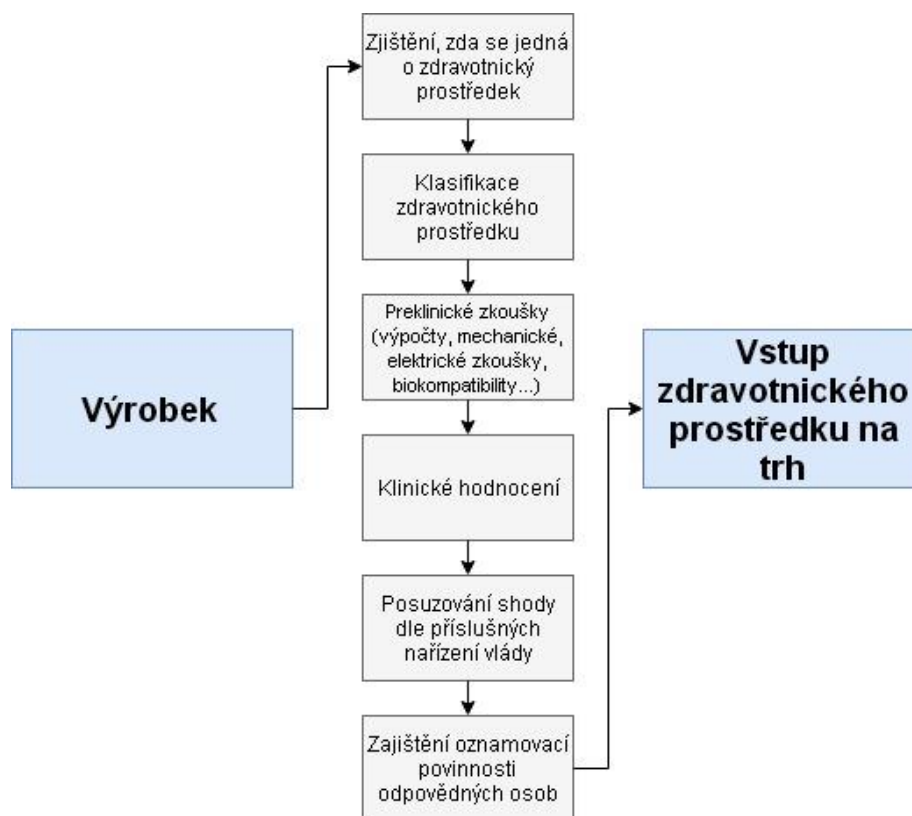 Výrobek
Zjištění, zda se jedná
o zdravotnický
prostředek
Klasifikace
zdravotnického
prostředku
Preklinické zkoušky
(výpočty, mechanické,
elektrické zkoušky,
biokompatibility...)
Klinické hodnocení
Posuzování shody
dle příslušných
nařízení vlády
Zajištění oznamovací
povinnosti
odpovědných osob
Vstup
zdravotnického
prostředku na
trh